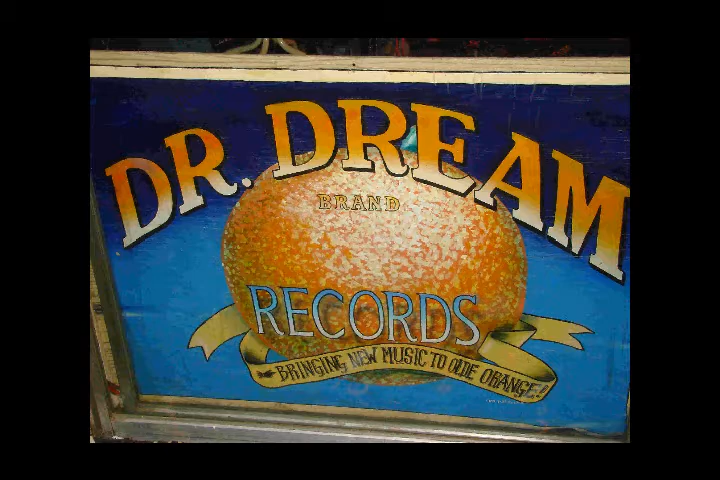 DR. DREAM
BRAND
RECORDS
BRINGING NEW MUSIC TO OLDE ORANGE!